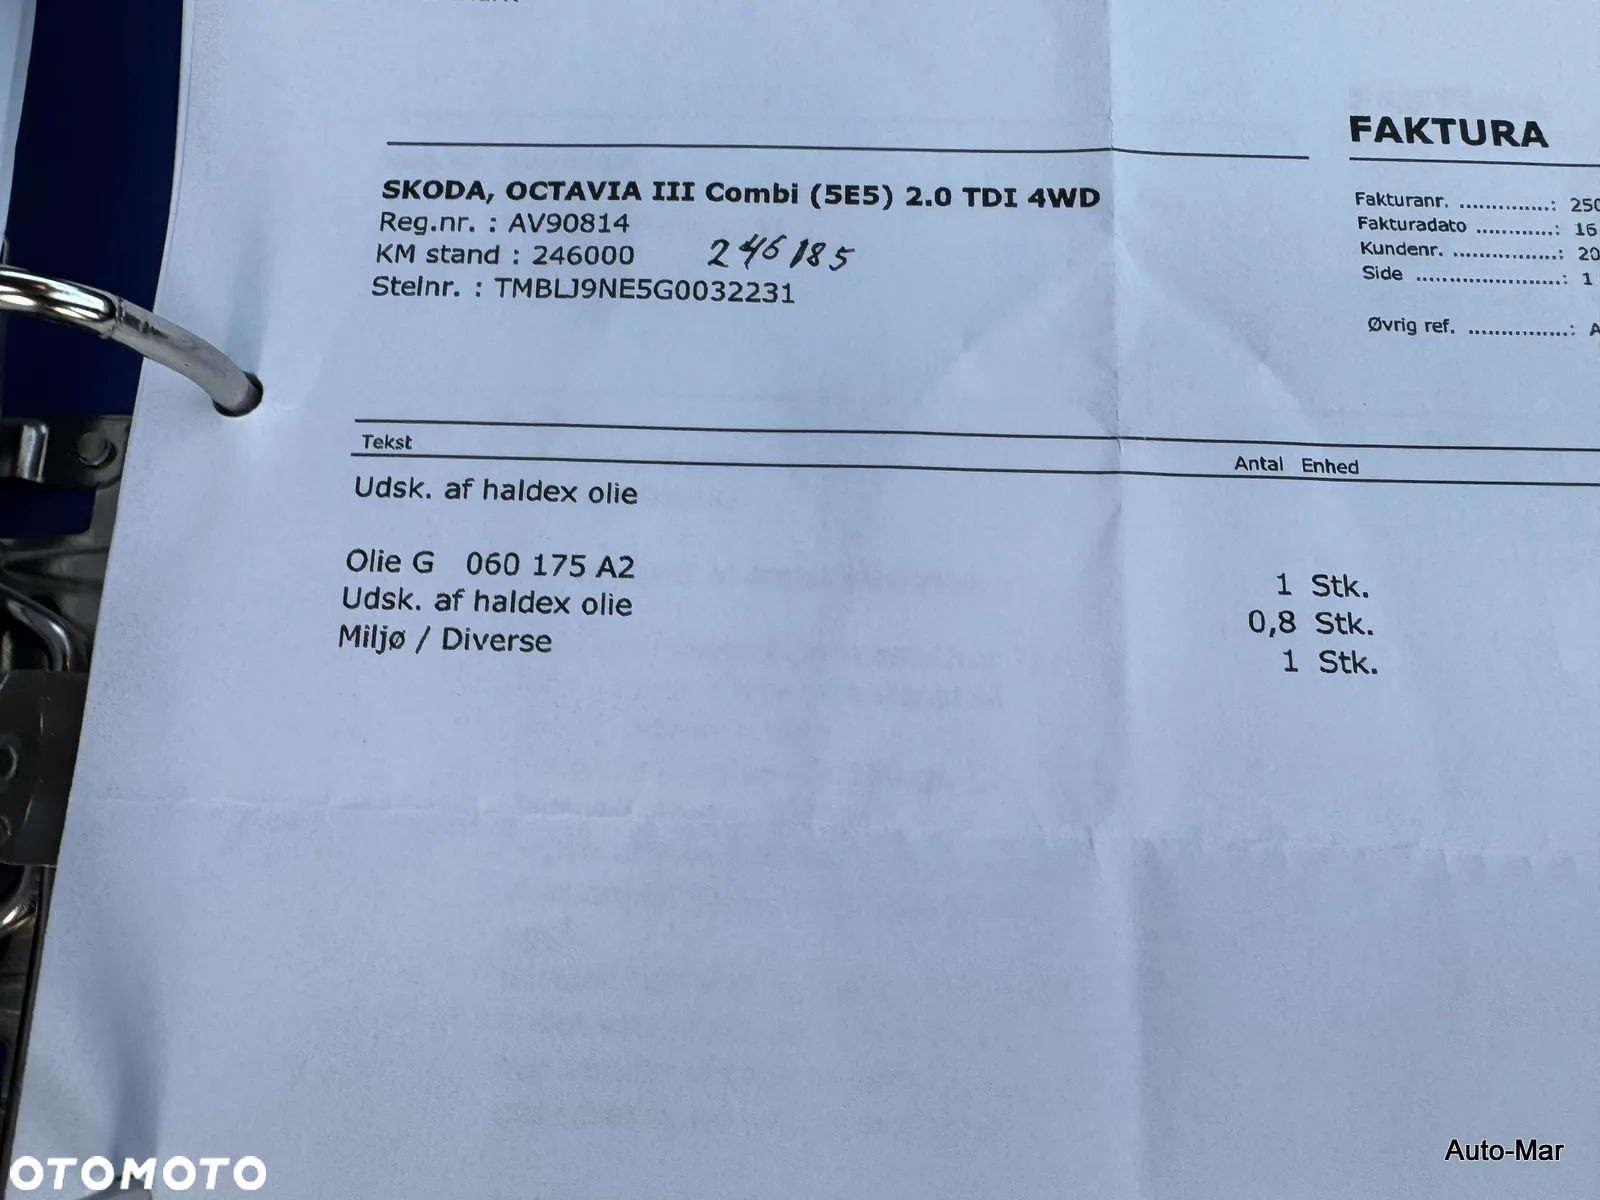 FAKTURA
SKODA, OCTAVIA III Combi (5E5) 2.0 TDI 4WD
Reg.nr. : AV90814
KM stand : 246000 246185
Stelnr. : TMBLJ9NE5G0032231
Fakturanr. ..............: 250
Fakturadato ............: 16
Kundenr. ................: 20
Side ......................: 1
Øvrig ref. ................: A
Tekst Antal Enhed
Udsk. af haldex olie
Olie G 060 175 A2 1 Stk.
Udsk. af haldex olie 0,8 Stk.
Miljø / Diverse 1 Stk.
Auto-Mar
OTOMOTO